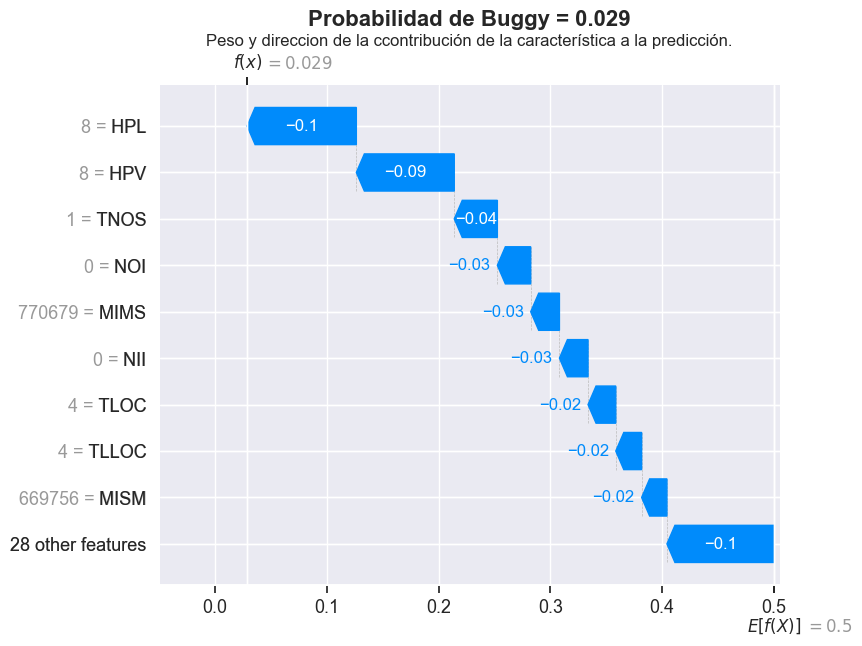 Probabilidad de Buggy = 0.029
Peso y direccion de la ccontribución de la característica a la predicción.
f(x) = 0.029
8 = HPL
−0.1
8 = HPV
−0.09
1 = TNOS
−0.04
0 = NOI
−0.03
770679 = MIMS
−0.03
0 = NII
−0.03
4 = TLOC
−0.02
4 = TLLOC
−0.02
669756 = MISM
−0.02
28 other features
−0.1
0.0 0.1 0.2 0.3 0.4 0.5
E[f(X)] = 0.5